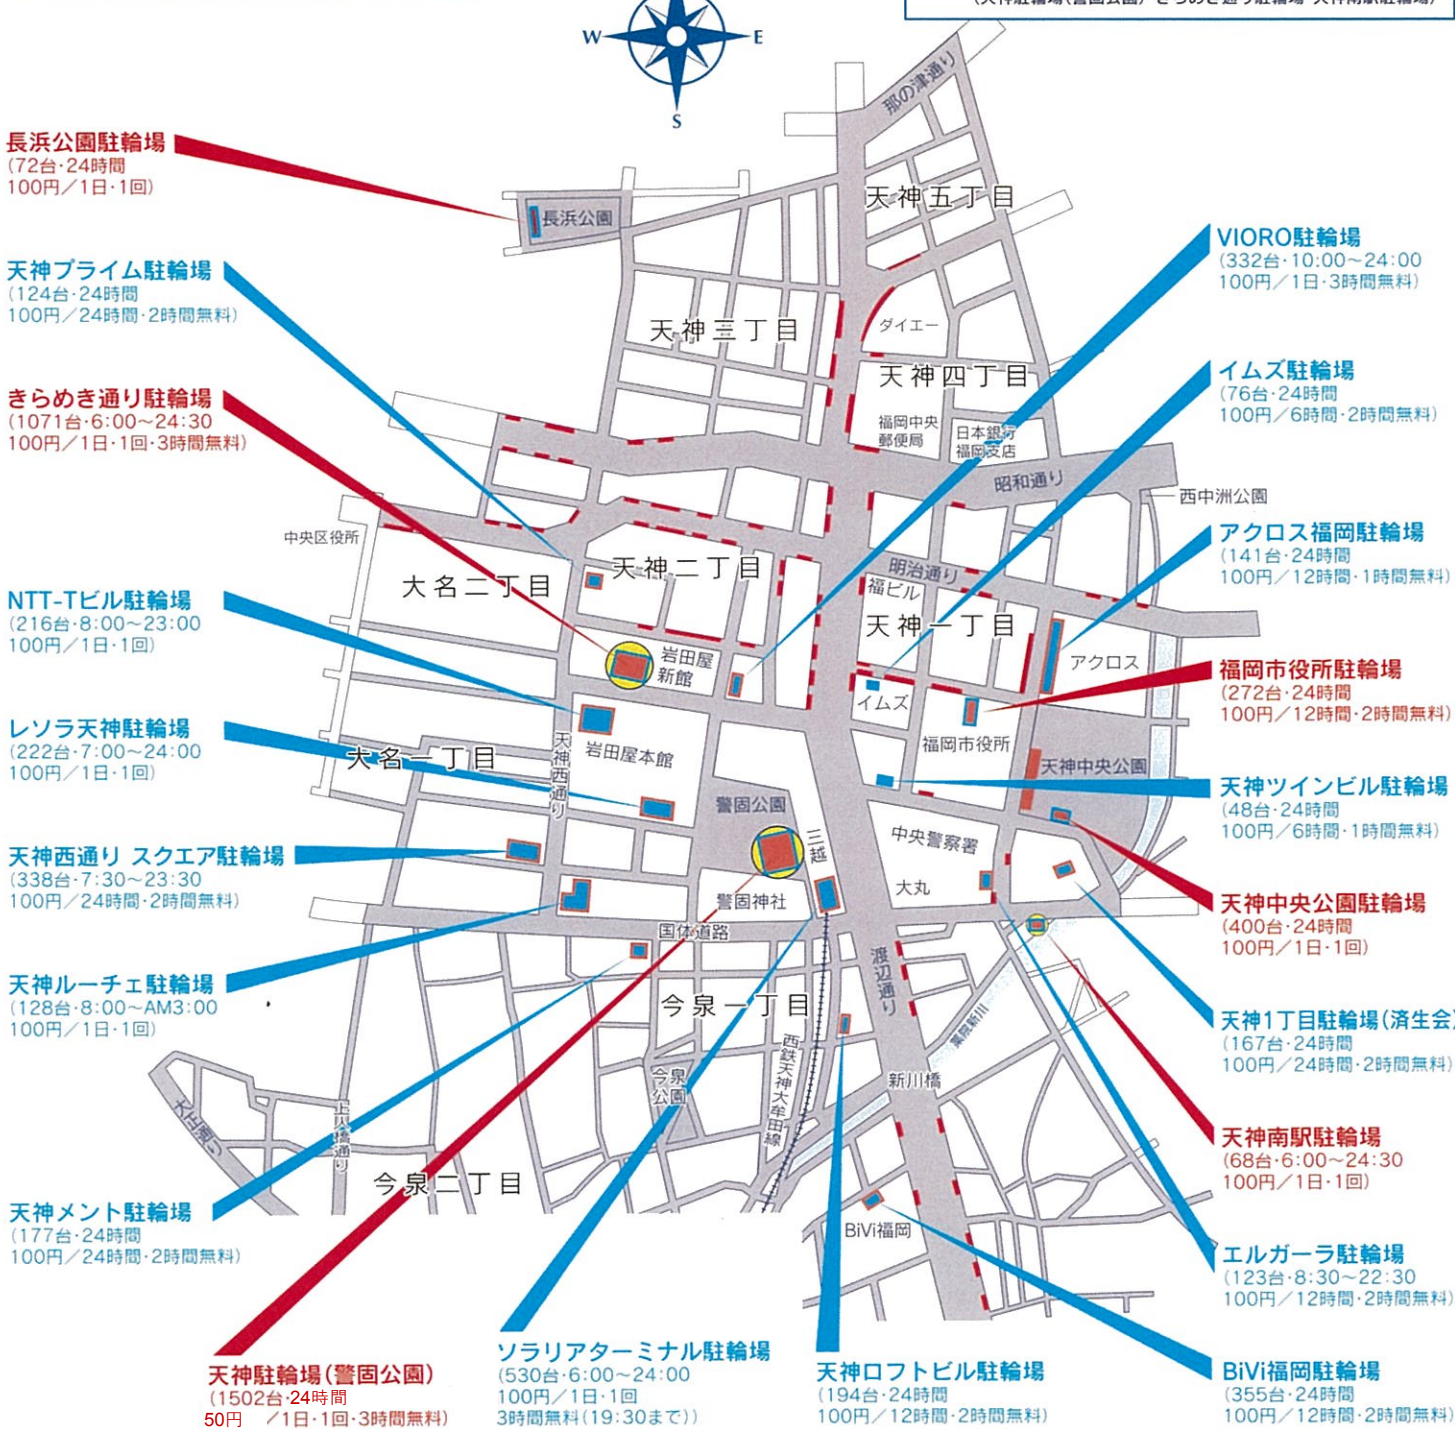 (天神駐輪場(警固公園)・きらめき通り駐輪場・天神南駅駐輪場)
W
E
S
長浜公園駐輪場
(72台・24時間
100円／1日・1回)
天神プライム駐輪場
(124台・24時間
100円／24時間・2時間無料)
きらめき通り駐輪場
(1071台・6:00～24:30
100円／1日・1回・3時間無料)
NTT-Tビル駐輪場
(216台・8:00～23:00
100円／1日・1回)
レソラ天神駐輪場
(222台・7:00～24:00
100円／1日・1回)
天神西通り スクエア駐輪場
(338台・7:30～23:30
100円／24時間・2時間無料)
天神ルーチェ駐輪場
(128台・8:00～AM3:00
100円／1日・1回)
天神メント駐輪場
(177台・24時間
100円／24時間・2時間無料)
天神駐輪場(警固公園)
(1502台・24時間
50円　／1日・1回・3時間無料)
ソラリアターミナル駐輪場
(530台・6:00～24:00
100円／1日・1回
3時間無料(19:30まで))
天神ロフトビル駐輪場
(194台・24時間
100円／12時間・2時間無料)
VIORO駐輪場
(332台・10:00～24:00
100円／1日・3時間無料)
イムズ駐輪場
(76台・24時間
100円／6時間・2時間無料)
アクロス福岡駐輪場
(141台・24時間
100円／12時間・1時間無料)
福岡市役所駐輪場
(272台・24時間
100円／12時間・2時間無料)
天神ツインビル駐輪場
(48台・24時間
100円／6時間・1時間無料)
天神中央公園駐輪場
(400台・24時間
100円／1日・1回)
天神1丁目駐輪場(済生会)
(167台・24時間
100円／24時間・2時間無料)
天神南駅駐輪場
(68台・6:00～24:30
100円／1日・1回)
エルガーラ駐輪場
(123台・8:30～22:30
100円／12時間・2時間無料)
BiVi福岡駐輪場
(355台・24時間
100円／12時間・2時間無料)
那の津通り
天神五丁目
長浜公園
天神三丁目
ダイエー
天神四丁目
福岡中央
郵便局
日本銀行
福岡支店
昭和通り
西中洲公園
中央区役所
大名二丁目
天神二丁目
明治通り
福ビル
天神一丁目
アクロス
岩田屋
新館
イムズ
福岡市役所
岩田屋本館
天神西通り
大名一丁目
天神中央公園
警固公園
三越
中央警察署
大丸
警固神社
国体道路
渡辺通り
今泉一丁目
西鉄天神大牟田線
薬院新川
新川橋
今泉
公園
大正通り
上人橋通り
今泉二丁目
BiVi福岡